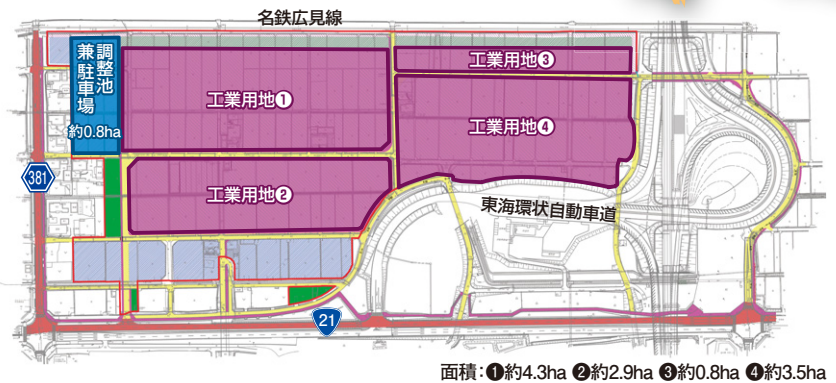 名鉄広見線
調整池
兼駐車場
約0.8ha
工業用地❶
工業用地❸
工業用地❹
工業用地❷
381
東海環状自動車道
21
面積：❶約4.3ha ❷約2.9ha ❸約0.8ha ❹約3.5ha